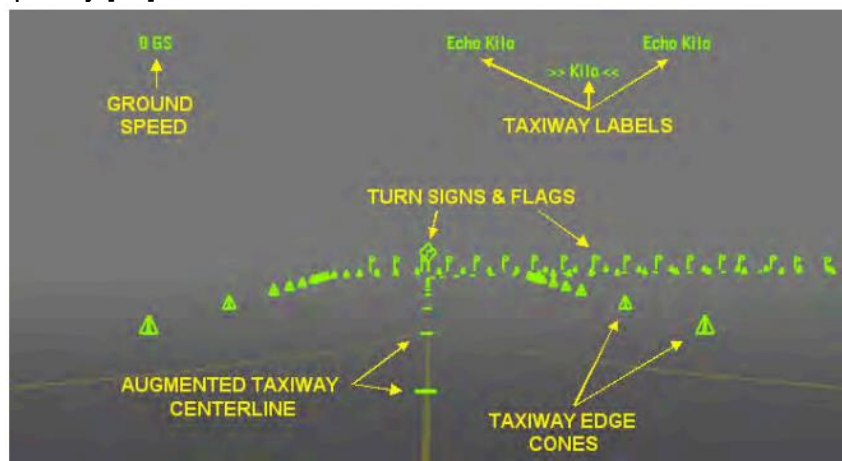 8 GS
Echo Kilo
Echo Kilo
>> Kilo <<
GROUND
SPEED
TAXIWAY LABELS
TURN SIGNS & FLAGS
AUGMENTED TAXIWAY
CENTERLINE
TAXIWAY EDGE
CONES